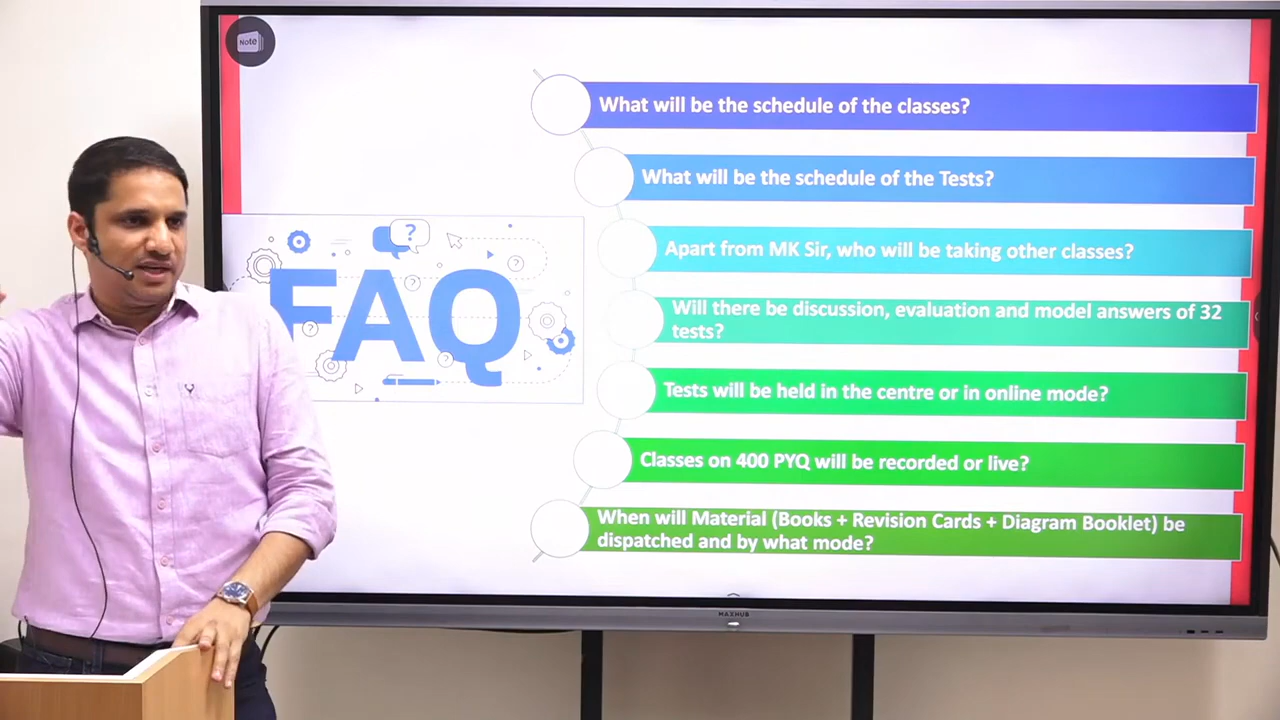 Note
What will be the schedule of the classes?
What will be the schedule of the Tests?
Apart from MK Sir, who will be taking other classes?
FAQ
Will there be discussion, evaluation and model answers of 32
tests?
Tests will be held in the centre or in online mode?
Classes on 400 PYQ will be recorded or live?
When will Material (Books + Revision Cards + Diagram Booklet) be
dispatched and by what mode?
MAXHUB